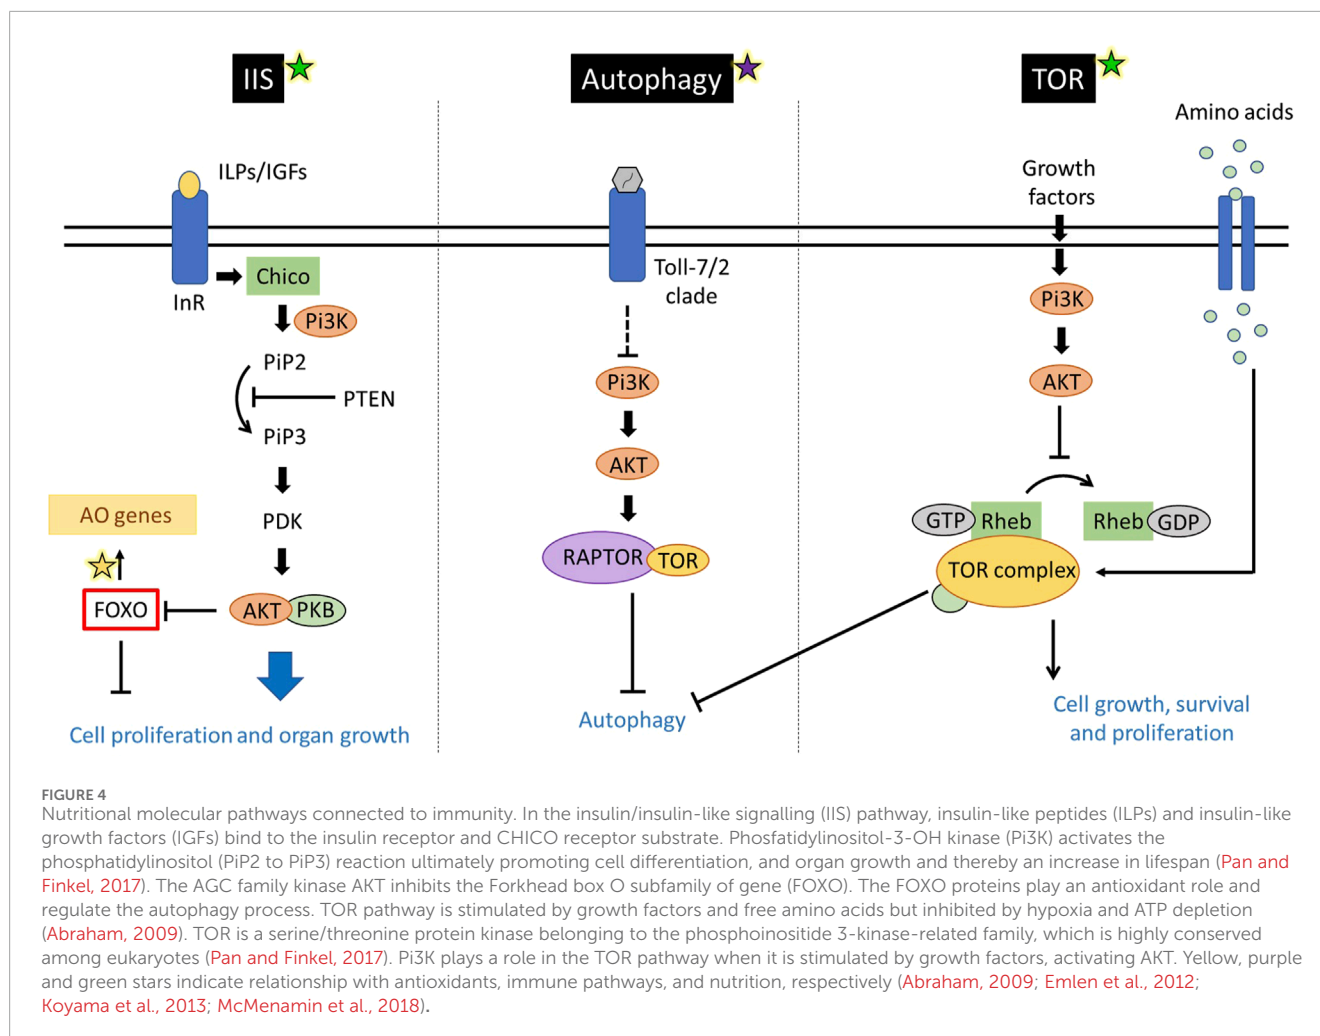 IIS
Autophagy
TOR
Amino acids
ILPs/IGFs
Growth
factors
Toll-7/2
clade
InR
Chico
Pi3K
PiP2
PTEN
PiP3
PDK
AO genes
FOXO
AKT
PKB
Cell proliferation and organ growth
Pi3K
AKT
RAPTOR
TOR
Autophagy
Pi3K
AKT
GTP
Rheb
Rheb
GDP
TOR complex
Cell growth, survival
and proliferation
FIGURE 4
Nutritional molecular pathways connected to immunity. In the insulin/insulin-like signalling (IIS) pathway, insulin-like peptides (ILPs) and insulin-like
growth factors (IGFs) bind to the insulin receptor and CHICO receptor substrate. Phosfatidylinositol-3-OH kinase (Pi3K) activates the
phosphatidylinositol (PiP2 to PiP3) reaction ultimately promoting cell differentiation, and organ growth and thereby an increase in lifespan (Pan and
Finkel, 2017). The AGC family kinase AKT inhibits the Forkhead box O subfamily of gene (FOXO). The FOXO proteins play an antioxidant role and
regulate the autophagy process. TOR pathway is stimulated by growth factors and free amino acids but inhibited by hypoxia and ATP depletion
(Abraham, 2009). TOR is a serine/threonine protein kinase belonging to the phosphoinositide 3-kinase-related family, which is highly conserved
among eukaryotes (Pan and Finkel, 2017). Pi3K plays a role in the TOR pathway when it is stimulated by growth factors, activating AKT. Yellow, purple
and green stars indicate relationship with antioxidants, immune pathways, and nutrition, respectively (Abraham, 2009; Emlen et al., 2012;
Koyama et al., 2013; McMenamin et al., 2018).